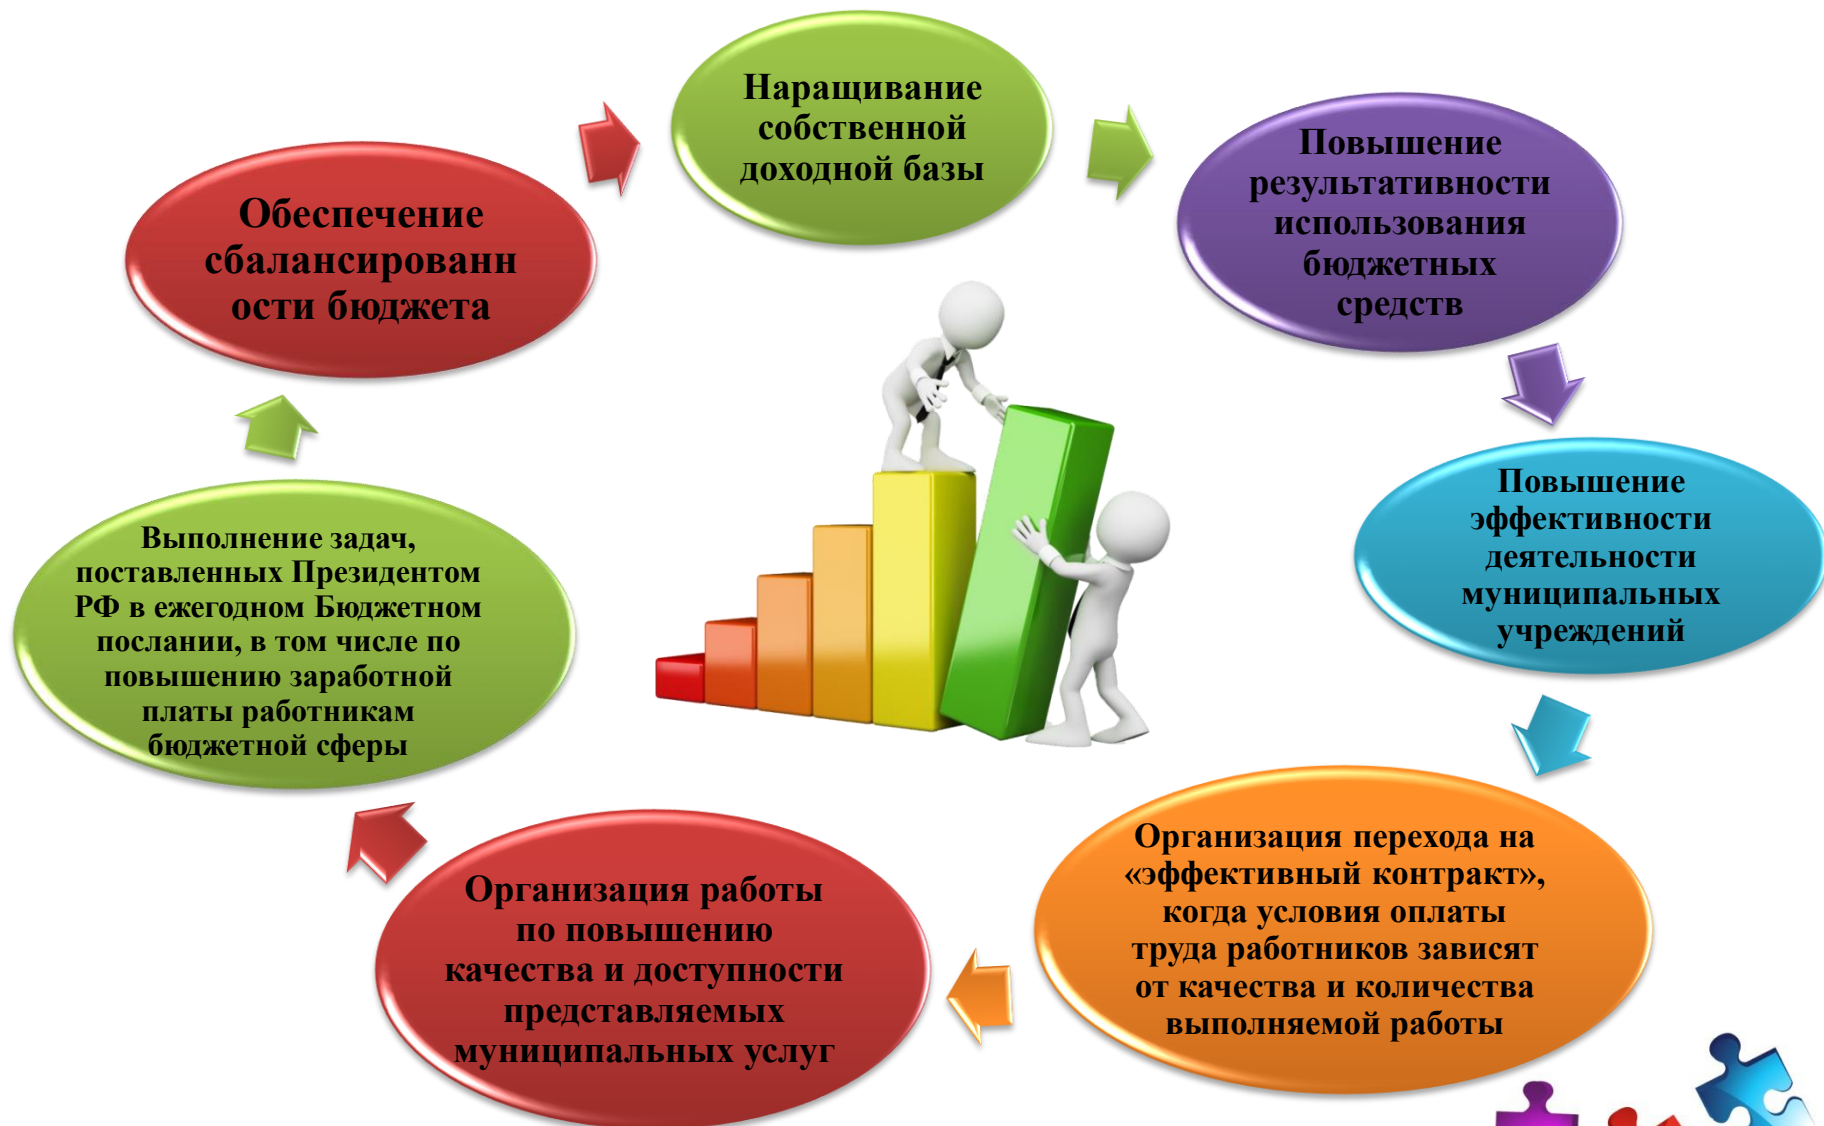 Наращивание
собственной
доходной базы
Повышение
результативности
использования
бюджетных
средств
Повышение
эффективности
деятельности
муниципальных
учреждений
Организация перехода на
«эффективный контракт»,
когда условия оплаты
труда работников зависят
от качества и количества
выполняемой работы
Организация работы
по повышению
качества и доступности
представляемых
муниципальных услуг
Выполнение задач,
поставленных Президентом
РФ в ежегодном Бюджетном
послании, в том числе по
повышению заработной
платы работникам
бюджетной сферы
Обеспечение
сбалансированн
ости бюджета